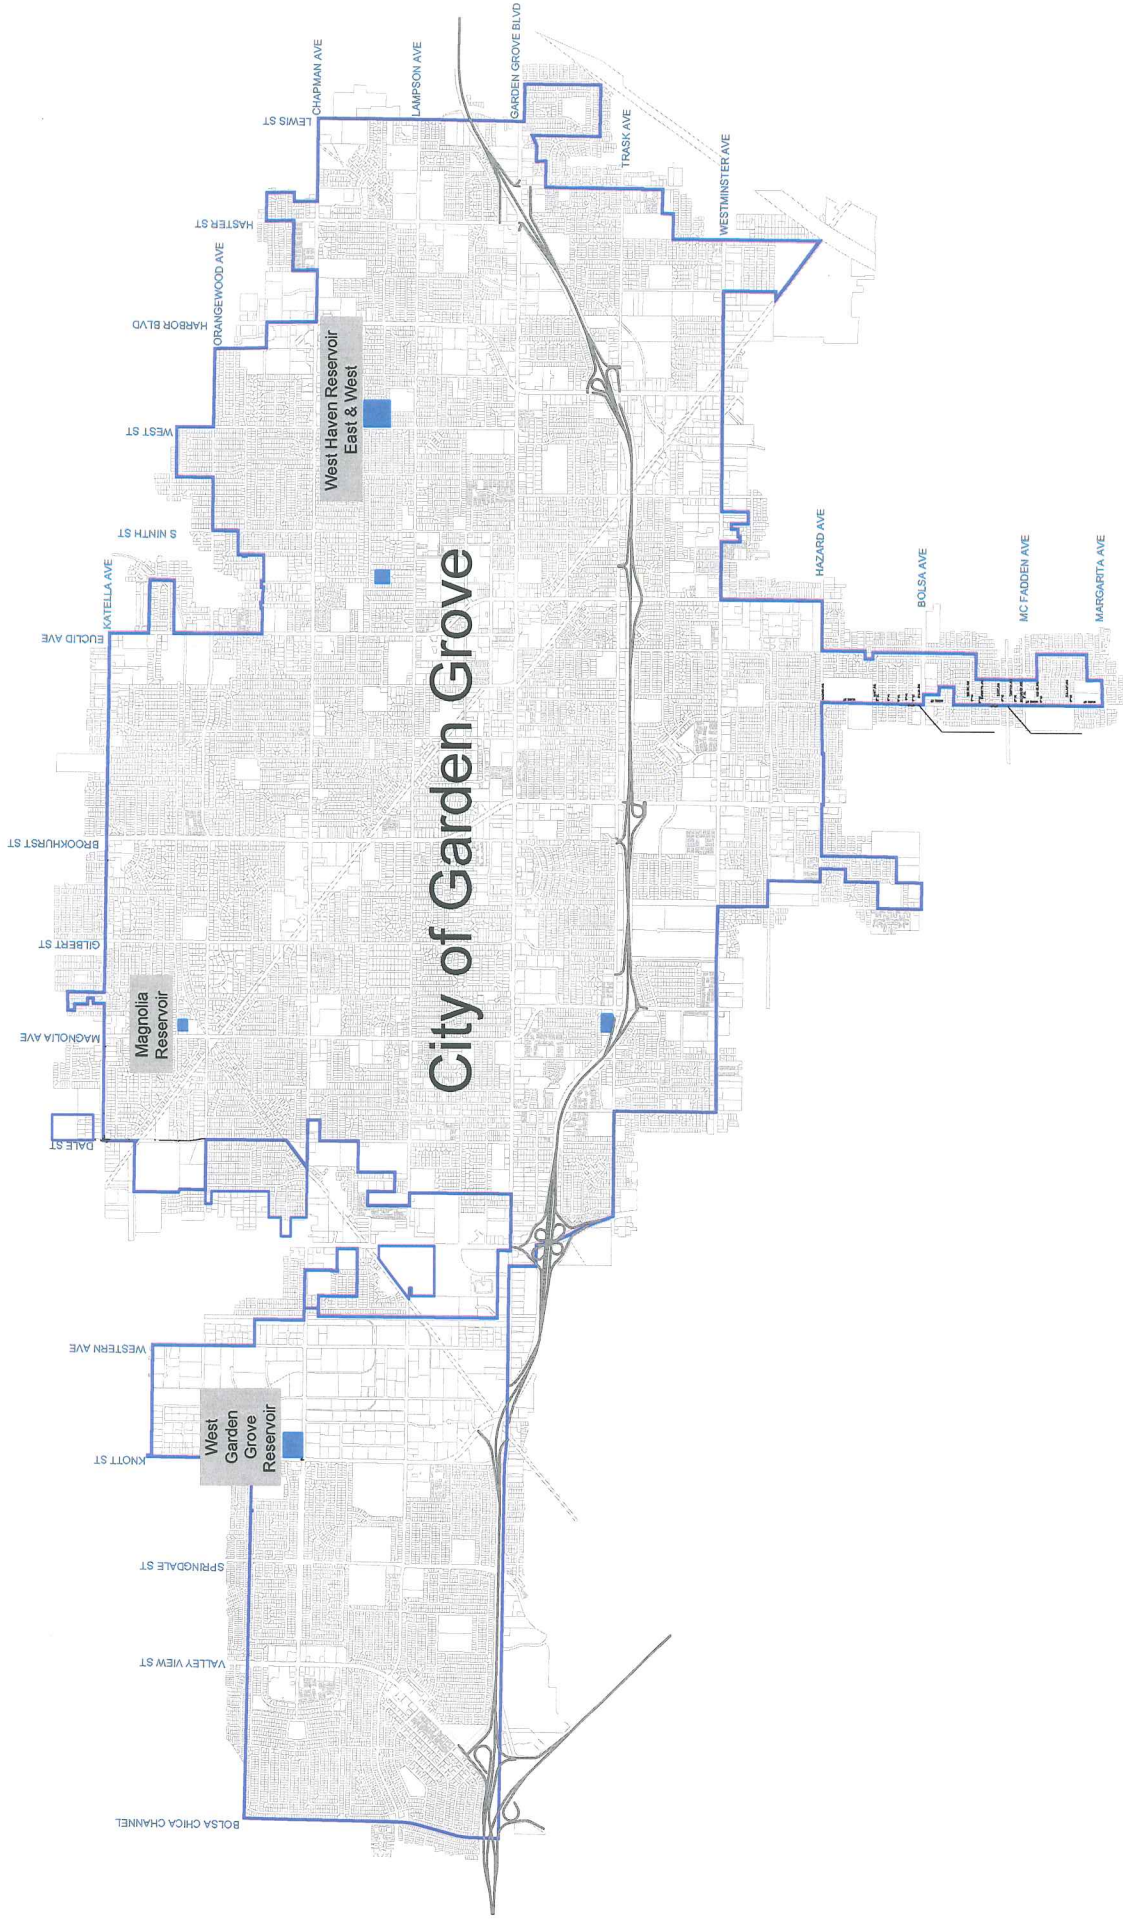 KATELLA AVE
ORANGEWOOD AVE
CHAPMAN AVE
LAMPSON AVE
GARDEN GROVE BLVD
TRASK AVE
WESTMINSTER AVE
HAZARD AVE
BOLSA AVE
MC FADDEN AVE
MARGARITA AVE
BOLSA CHICA CHANNEL
VALLEY VIEW ST
SPRINGDALE ST
KNOTT ST
WESTERN AVE
DALE ST
MAGNOLIA AVE
GILBERT ST
BROOKHURST ST
EUCLID AVE
S NINTH ST
WEST ST
HARBOR BLVD
HASTER ST
LEWIS ST
West
Garden
Grove
Reservoir
Magnolia
Reservoir
West Haven Reservoir
East & West
City of Garden Grove